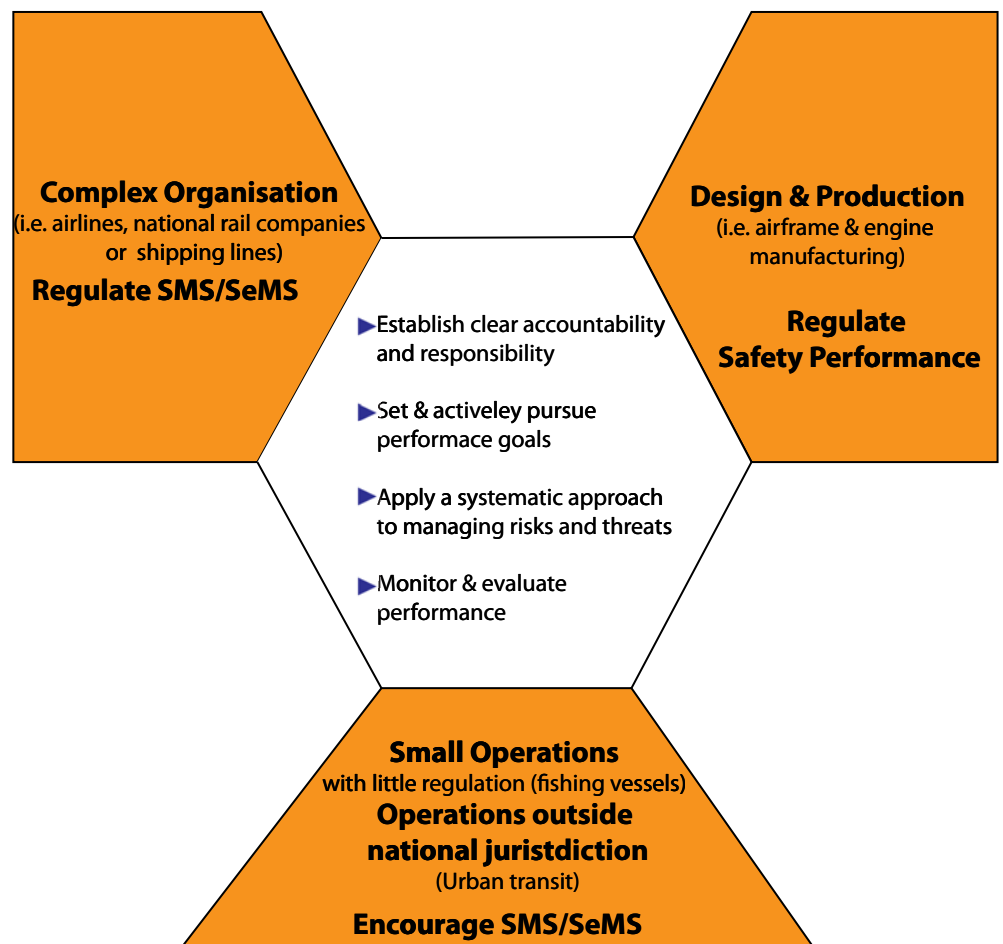 Complex Organisation
(i.e. airlines, national rail companies
or shipping lines)
Regulate SMS/SeMS
Design & Production
(i.e. airframe & engine
manufacturing)
Regulate
Safety Performance
Establish clear accountability
and responsibility
Set & activeley pursue
performace goals
Apply a systematic approach
to managing risks and threats
Monitor & evaluate
performance
Small Operations
with little regulation (fishing vessels)
Operations outside
national juristdiction
(Urban transit)
Encourage SMS/SeMS